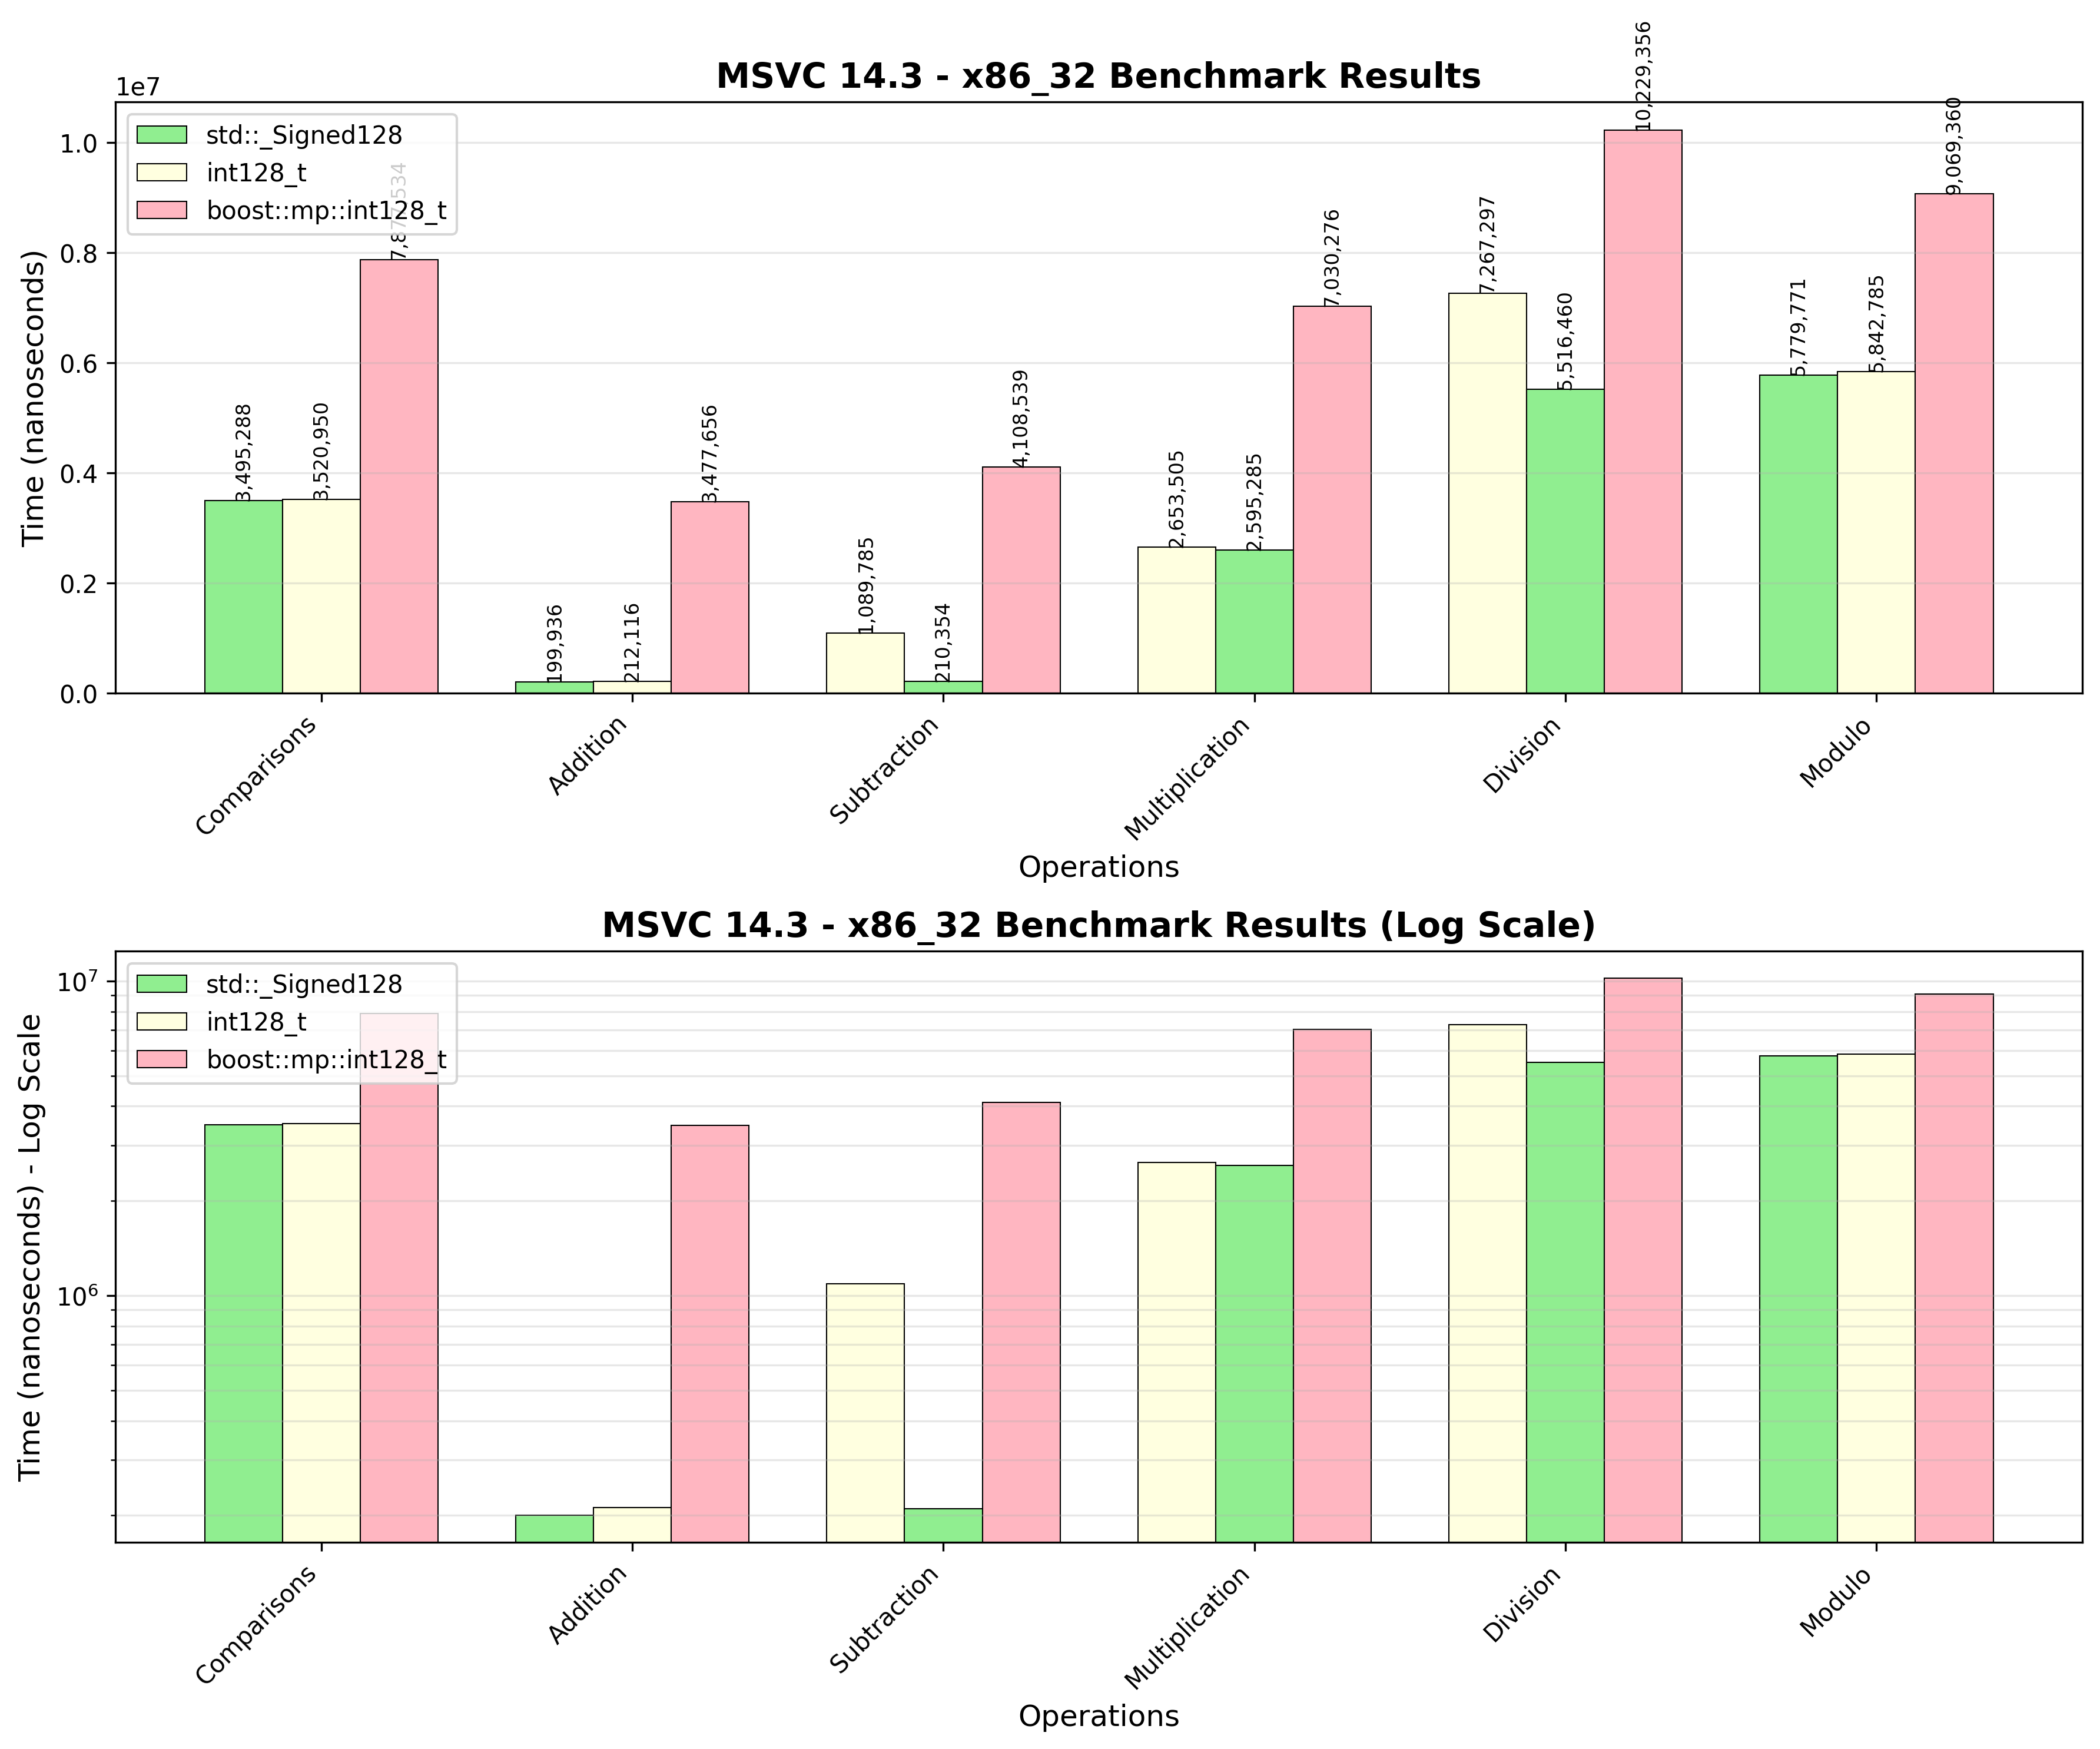 MSVC 14.3 - x86_32 Benchmark Results
1e7
std::_Signed128
int128_t
boost::mp::int128_t
Time (nanoseconds)
1.0
0.8
0.6
0.4
0.2
0.0
3,495,288
3,520,950
199,936
212,116
3,477,656
1,089,785
210,354
4,108,539
2,653,505
2,595,285
7,030,276
7,267,297
5,516,460
10,229,356
5,779,771
5,842,785
9,069,360
Comparisons
Addition
Subtraction
Multiplication
Division
Modulo
Operations
MSVC 14.3 - x86_32 Benchmark Results (Log Scale)
std::_Signed128
int128_t
boost::mp::int128_t
Time (nanoseconds) - Log Scale
10⁷
10⁶
Comparisons
Addition
Subtraction
Multiplication
Division
Modulo
Operations